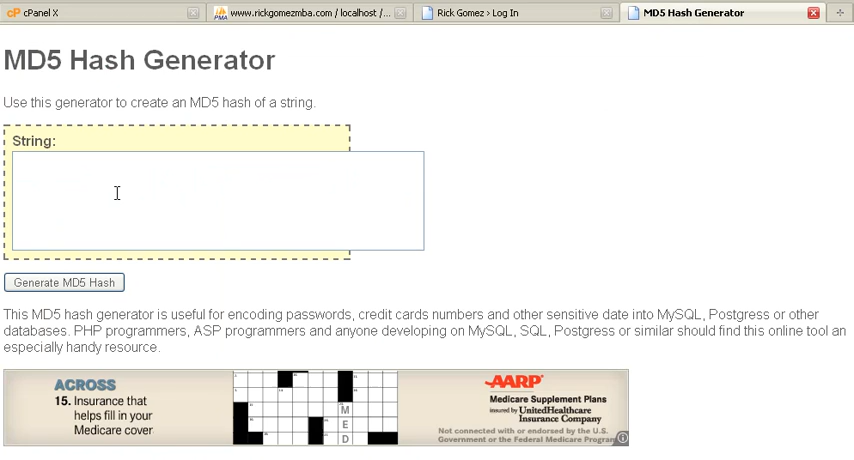 cPanel X
www.rickgomezmba.com / localhost /...
Rick Gomez › Log In
MD5 Hash Generator
MD5 Hash Generator
Use this generator to create an MD5 hash of a string.
String:
Generate MD5 Hash
This MD5 hash generator is useful for encoding passwords, credit cards numbers and other sensitive date into MySQL, Postgress or other
databases. PHP programmers, ASP programmers and anyone developing on MySQL, SQL, Postgress or similar should find this online tool an
especially handy resource.
ACROSS
15. Insurance that
helps fill in your
Medicare cover
M
E
D
AARP
Medicare Supplement Plans
insured by UnitedHealthcare
Insurance Company
Not connected with or endorsed by the U.S.
Government or the Federal Medicare Program